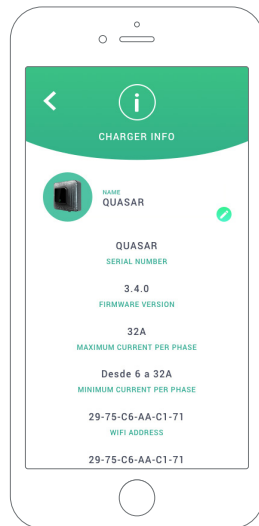 CHARGER INFO
NAME
QUASAR
QUASAR
SERIAL NUMBER
3.4.0
FIRMWARE VERSION
32A
MAXIMUM CURRENT PER PHASE
Desde 6 a 32A
MINIMUM CURRENT PER PHASE
29-75-C6-AA-C1-71
WIFI ADDRESS
29-75-C6-AA-C1-71